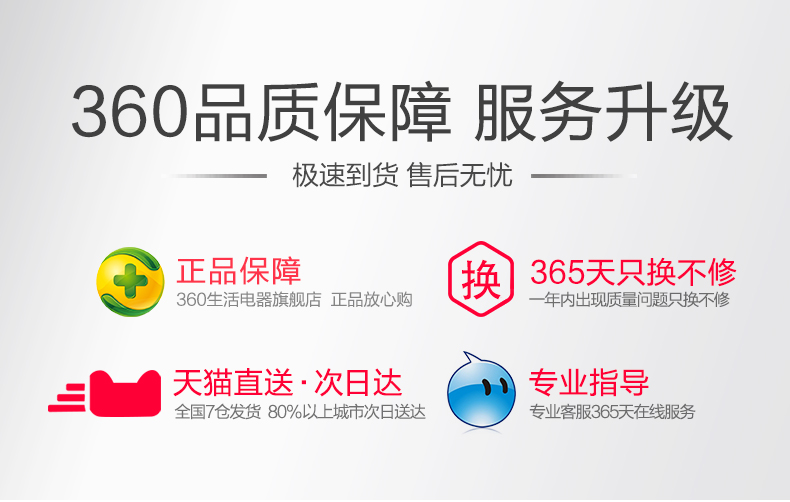 360品质保障 服务升级
极速到货 售后无忧
正品保障
360生活电器旗舰店 正品放心购
换
365天只换不修
一年内出现质量问题只换不修
天猫直送·次日达
全国7仓发货 80%以上城市次日送达
专业指导
专业客服365天在线服务